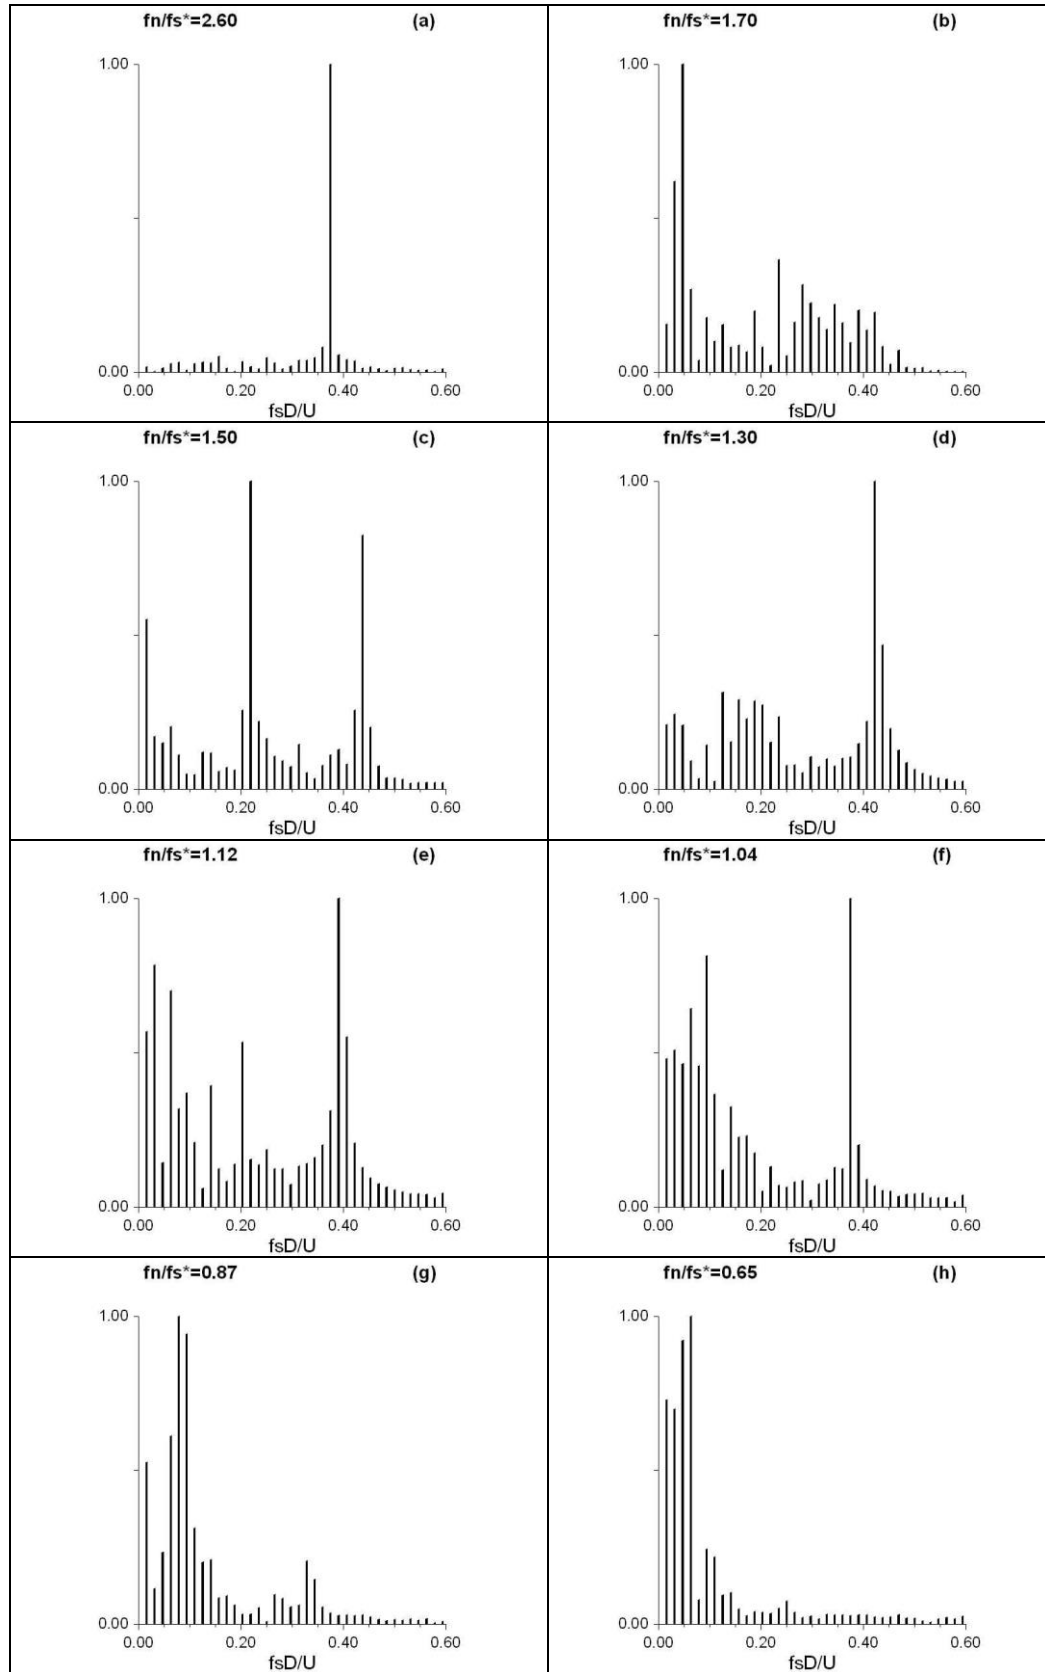 fn/fs*=2.60 (a)
1.00
0.00
0.00 0.20 0.40 0.60
fsD/U
fn/fs*=1.70 (b)
1.00
0.00
0.00 0.20 0.40 0.60
fsD/U
fn/fs*=1.50 (c)
1.00
0.00
0.00 0.20 0.40 0.60
fsD/U
fn/fs*=1.30 (d)
1.00
0.00
0.00 0.20 0.40 0.60
fsD/U
fn/fs*=1.12 (e)
1.00
0.00
0.00 0.20 0.40 0.60
fsD/U
fn/fs*=1.04 (f)
1.00
0.00
0.00 0.20 0.40 0.60
fsD/U
fn/fs*=0.87 (g)
1.00
0.00
0.00 0.20 0.40 0.60
fsD/U
fn/fs*=0.65 (h)
1.00
0.00
0.00 0.20 0.40 0.60
fsD/U